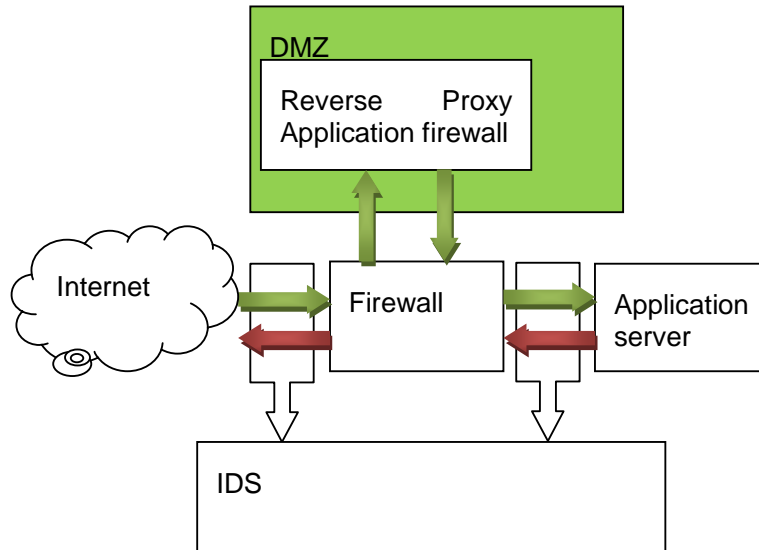 DMZ
Reverse Proxy
Application firewall
Internet
Firewall
Application
server
IDS